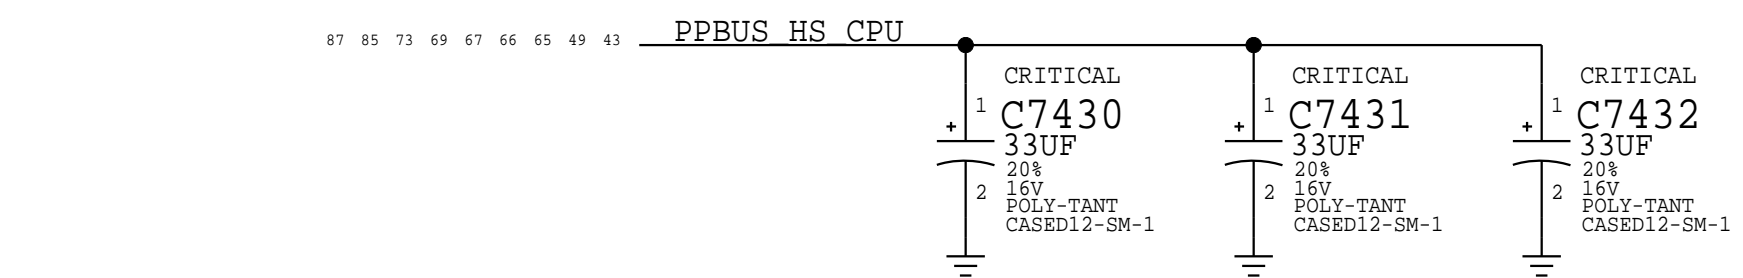 87 85 73 69 67 66 65 49 43
PPBUS_HS_CPU
CRITICAL
1
C7430
+
33UF
20%
2
16V
POLY-TANT
CASED12-SM-1
CRITICAL
1
C7431
+
33UF
20%
2
16V
POLY-TANT
CASED12-SM-1
CRITICAL
1
C7432
+
33UF
20%
2
16V
POLY-TANT
CASED12-SM-1